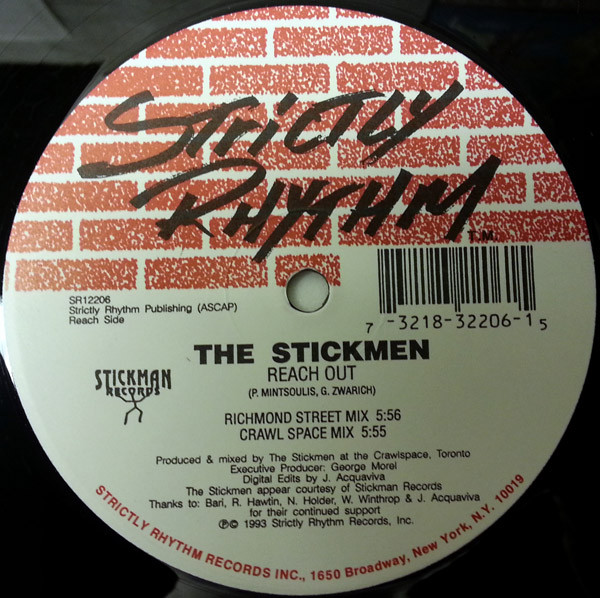 STRICTLY
RHYTHM
TM
SR12206
Strictly Rhythm Publishing (ASCAP)
Reach Side
7 -3218-32206-1 5
THE STICKMEN
REACH OUT
(P. MINTSOULIS, G. ZWARICH)
STICKMAN
RECORDS
RICHMOND STREET MIX 5:56
CRAWL SPACE MIX 5:55
Produced & mixed by The Stickmen at the Crawlspace, Toronto
Executive Producer: George Morel
Digital Edits by J. Acquaviva
The Stickmen appear courtesy of Stickman Records
Thanks to: Bari, R. Hawtin, N. Holder, W. Winthrop & J. Acquaviva
for their continued support
℗© 1993 Strictly Rhythm Records, Inc.
STRICTLY RHYTHM RECORDS INC., 1650 Broadway, New York, N.Y. 10019